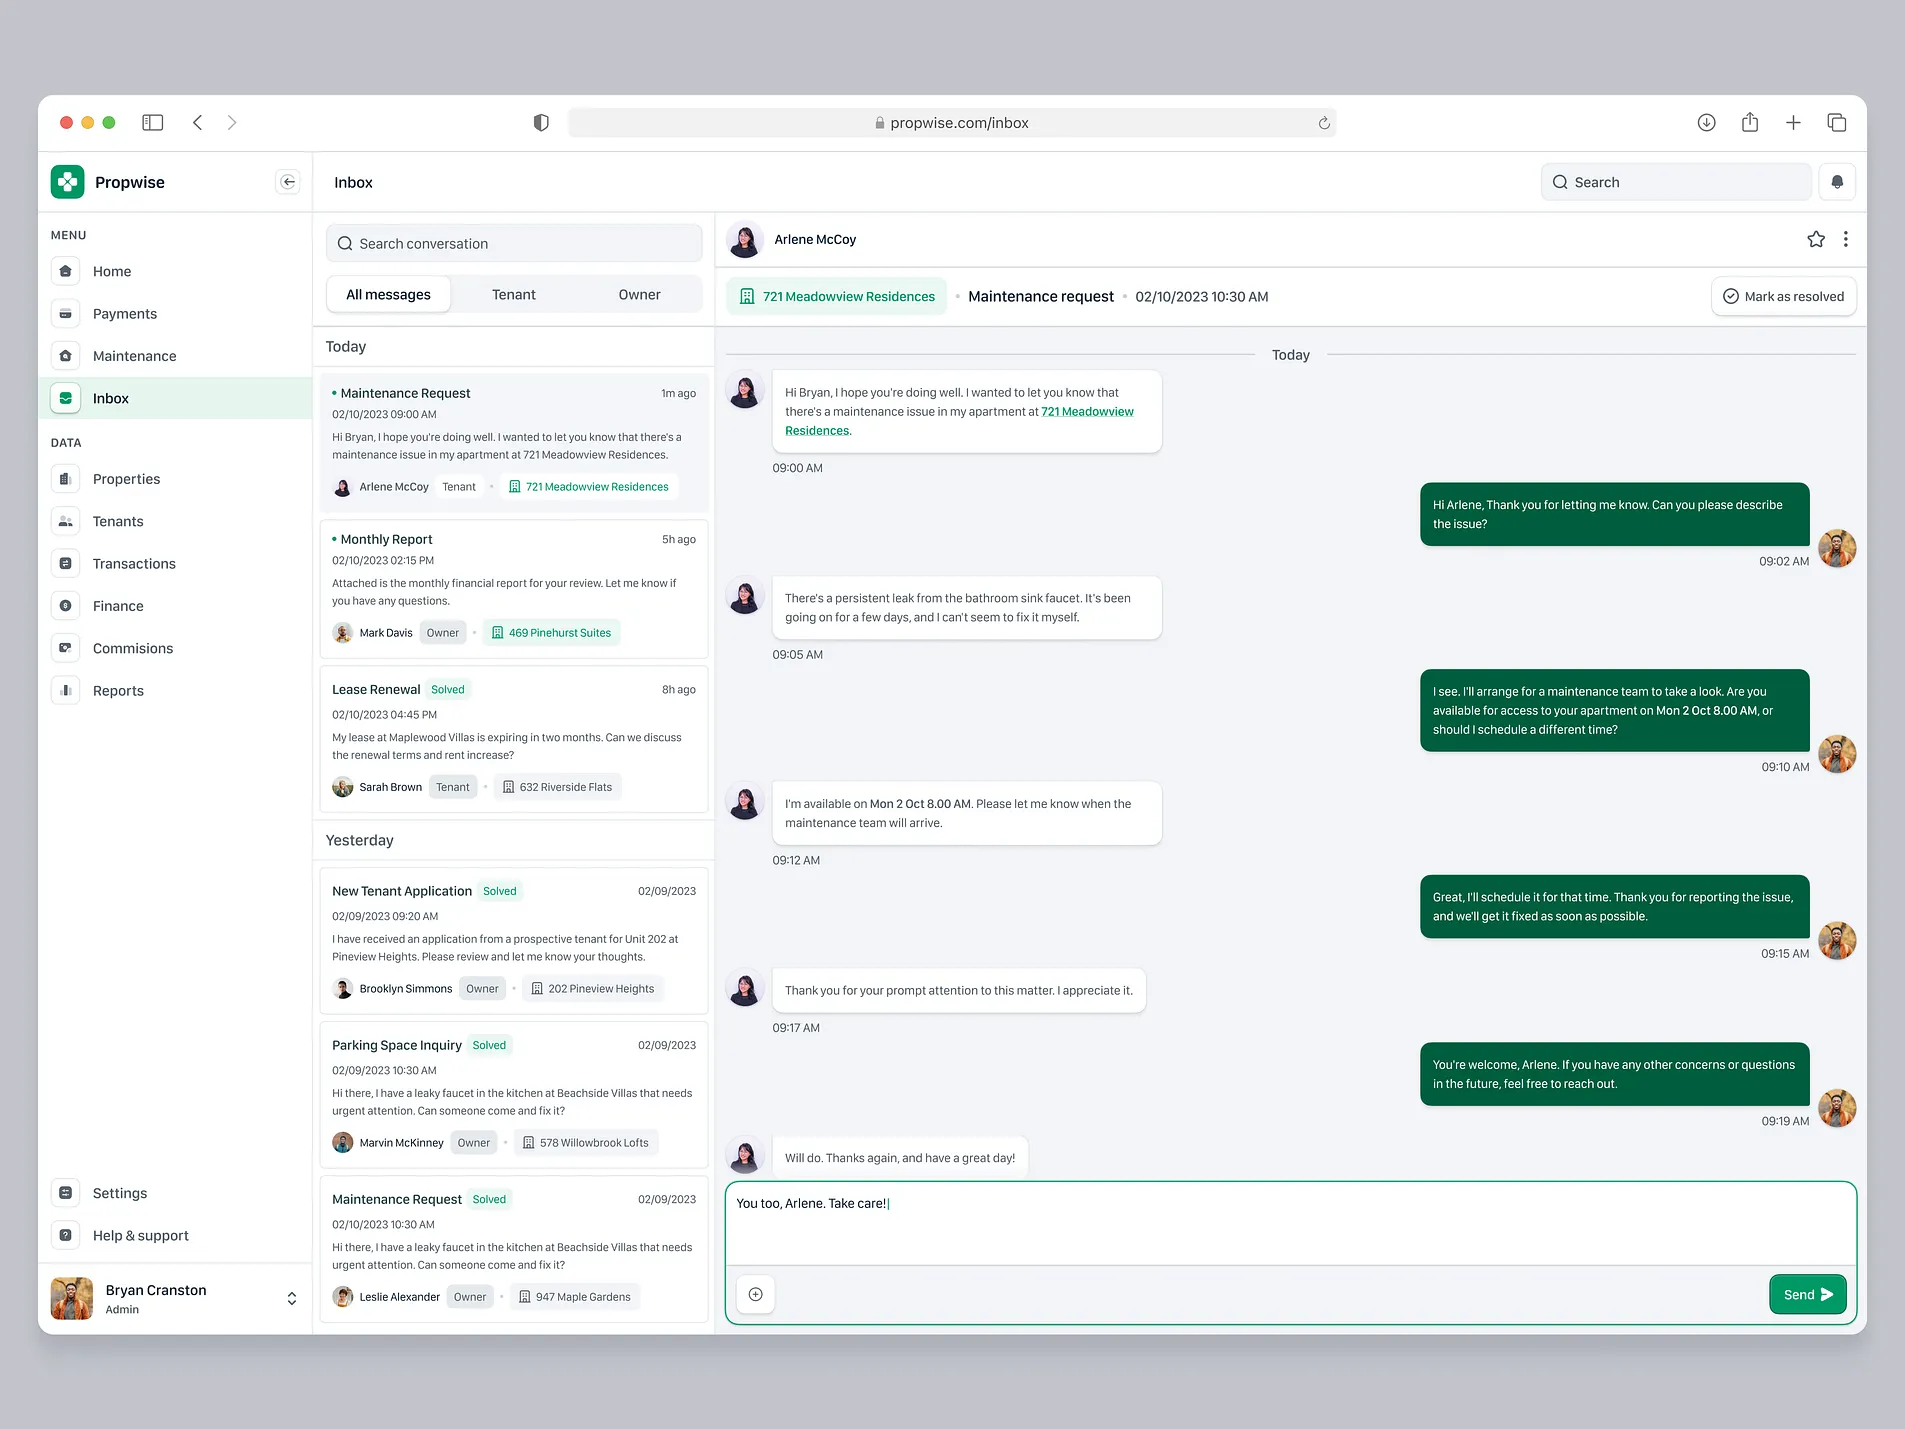 propwise.com/inbox
Propwise
Inbox
Search
MENU
Home
Payments
Maintenance
Inbox
DATA
Properties
Tenants
Transactions
Finance
Commisions
Reports
Settings
Help & support
Bryan Cranston
Admin
Search conversation
All messages Tenant Owner
Today
Maintenance Request 1m ago
02/10/2023 09:00 AM
Hi Bryan, I hope you're doing well. I wanted to let you know that there's a
maintenance issue in my apartment at 721 Meadowview Residences.
Arlene McCoy Tenant 721 Meadowview Residences
Monthly Report 5h ago
02/10/2023 02:15 PM
Attached is the monthly financial report for your review. Let me know if
you have any questions.
Mark Davis Owner 469 Pinehurst Suites
Lease Renewal Solved 8h ago
02/10/2023 04:45 PM
My lease at Maplewood Villas is expiring in two months. Can we discuss
the renewal terms and rent increase?
Sarah Brown Tenant 632 Riverside Flats
Yesterday
New Tenant Application Solved 02/09/2023
02/09/2023 09:20 AM
I have received an application from a prospective tenant for Unit 202 at
Pineview Heights. Please review and let me know your thoughts.
Brooklyn Simmons Owner 202 Pineview Heights
Parking Space Inquiry Solved 02/09/2023
02/09/2023 10:30 AM
Hi there, I have a leaky faucet in the kitchen at Beachside Villas that needs
urgent attention. Can someone come and fix it?
Marvin McKinney Owner 578 Willowbrook Lofts
Maintenance Request Solved 02/09/2023
02/10/2023 10:30 AM
Hi there, I have a leaky faucet in the kitchen at Beachside Villas that needs
urgent attention. Can someone come and fix it?
Leslie Alexander Owner 947 Maple Gardens
Arlene McCoy
721 Meadowview Residences • Maintenance request • 02/10/2023 10:30 AM
Mark as resolved
Today
Hi Bryan, I hope you're doing well. I wanted to let you know that
there's a maintenance issue in my apartment at 721 Meadowview
Residences.
09:00 AM
Hi Arlene, Thank you for letting me know. Can you please describe
the issue?
09:02 AM
There's a persistent leak from the bathroom sink faucet. It's been
going on for a few days, and I can't seem to fix it myself.
09:05 AM
I see. I'll arrange for a maintenance team to take a look. Are you
available for access to your apartment on Mon 2 Oct 8.00 AM, or
should I schedule a different time?
09:10 AM
I'm available on Mon 2 Oct 8.00 AM. Please let me know when the
maintenance team will arrive.
09:12 AM
Great, I'll schedule it for that time. Thank you for reporting the issue,
and we'll get it fixed as soon as possible.
09:15 AM
Thank you for your prompt attention to this matter. I appreciate it.
09:17 AM
You're welcome, Arlene. If you have any other concerns or questions
in the future, feel free to reach out.
09:19 AM
Will do. Thanks again, and have a great day!
You too, Arlene. Take care!
Send